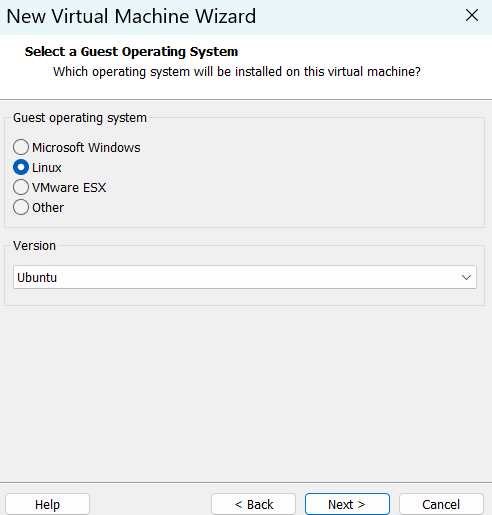 New Virtual Machine Wizard
Select a Guest Operating System
Which operating system will be installed on this virtual machine?
Guest operating system
Microsoft Windows
Linux
VMware ESX
Other
Version
Ubuntu
Help
< Back
Next >
Cancel